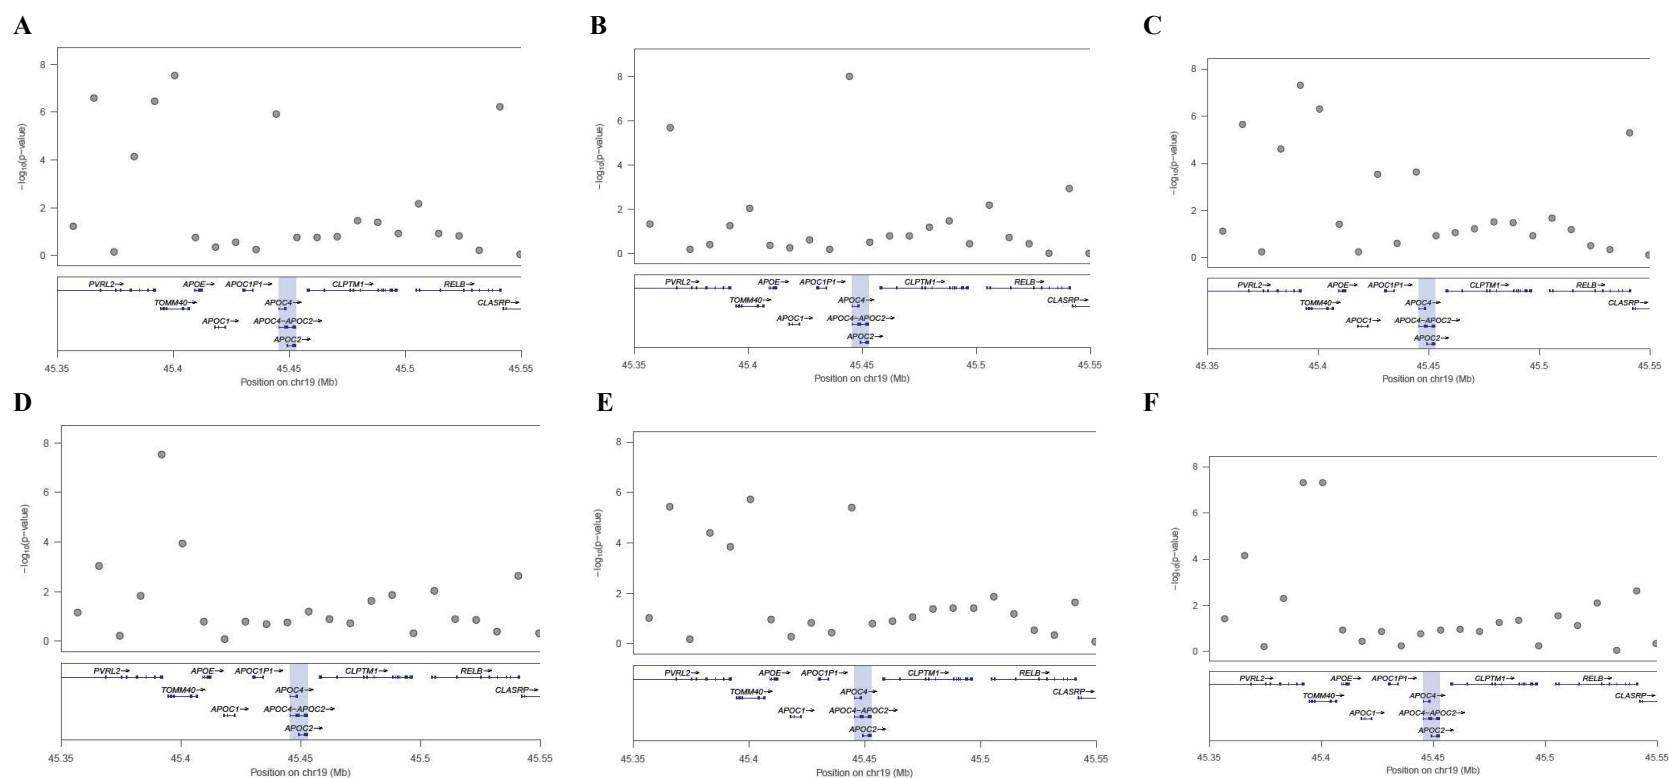 A
8
6
4
2
0
−log10(p−value)
PVRL2→
APOE→
APOC1P1→
CLPTM1→
RELB→
TOMM40→
APOC4→
CLASRP→
APOC1→
APOC4−APOC2→
APOC2→
45.35
45.4
45.45
45.5
45.55
Position on chr19 (Mb)
B
8
6
4
2
0
−log10(p−value)
PVRL2→
APOE→
APOC1P1→
CLPTM1→
RELB→
TOMM40→
APOC4→
CLASRP→
APOC1→
APOC4−APOC2→
APOC2→
45.35
45.4
45.45
45.5
45.55
Position on chr19 (Mb)
C
8
6
4
2
0
−log10(p−value)
PVRL2→
APOE→
APOC1P1→
CLPTM1→
RELB→
TOMM40→
APOC4→
CLASRP→
APOC1→
APOC4−APOC2→
APOC2→
45.35
45.4
45.45
45.5
45.55
Position on chr19 (Mb)
D
8
6
4
2
0
−log10(p−value)
PVRL2→
APOE→
APOC1P1→
CLPTM1→
RELB→
TOMM40→
APOC4→
CLASRP→
APOC1→
APOC4−APOC2→
APOC2→
45.35
45.4
45.45
45.5
45.55
Position on chr19 (Mb)
E
8
6
4
2
0
−log10(p−value)
PVRL2→
APOE→
APOC1P1→
CLPTM1→
RELB→
TOMM40→
APOC4→
CLASRP→
APOC1→
APOC4−APOC2→
APOC2→
45.35
45.4
45.45
45.5
45.55
Position on chr19 (Mb)
F
8
6
4
2
0
−log10(p−value)
PVRL2→
APOE→
APOC1P1→
CLPTM1→
RELB→
TOMM40→
APOC4→
CLASRP→
APOC1→
APOC4−APOC2→
APOC2→
45.35
45.4
45.45
45.5
45.55
Position on chr19 (Mb)